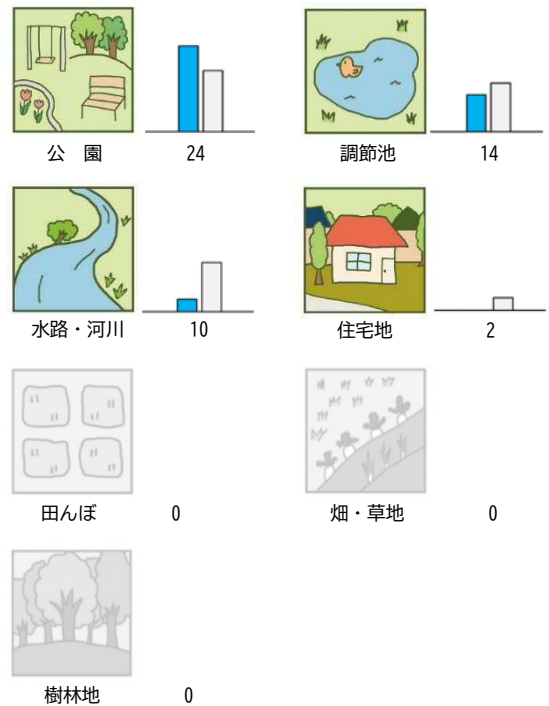 公　園　24
調節池　14
水路・河川　10
住宅地　2
田んぼ　0
畑・草地　0
樹林地　0